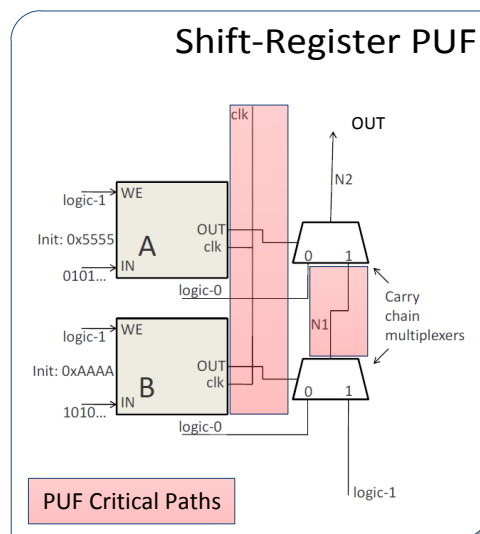 Shift-Register PUF
clk
OUT
N2
WE
logic-1
Init: 0x5555
A
OUT
clk
IN
0101...
logic-0
0 1
Carry
chain
multiplexers
N1
WE
logic-1
Init: 0xAAAA
B
OUT
clk
IN
1010...
logic-0
0 1
logic-1
PUF Critical Paths